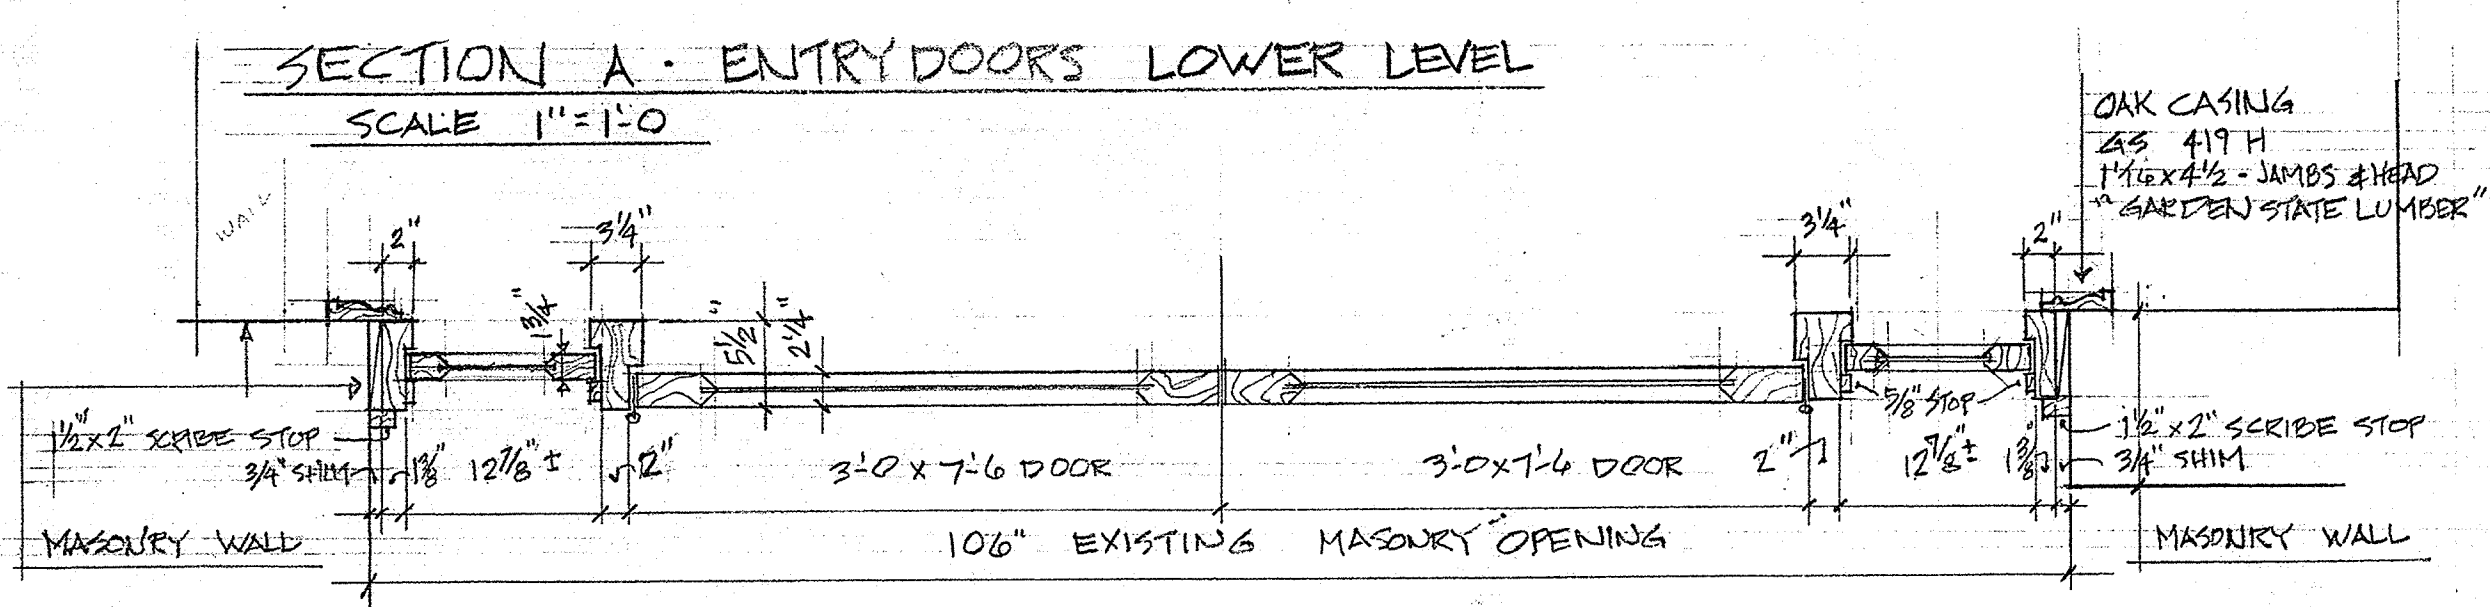 SECTION A · ENTRY DOORS LOWER LEVEL
SCALE 1" = 1'-0
OAK CASING
GS 419 H
1 1/16 x 4 1/2 - JAMBS & HEAD
"GARDEN STATE LUMBER"
WALL
2"
3 1/4"
3 1/4"
2"
1 3/4"
5 1/2"
2 1/4"
5/8" STOP
1 1/2" x 2" SCRIBE STOP
3/4" SHIM
1 3/8"
12 7/8" ±
2"
3'-0 x 7'-6 DOOR
3'-0 x 7'-6 DOOR
2"
12 7/8" ±
1 3/8"
1 1/2" x 2" SCRIBE STOP
3/4" SHIM
MASONRY WALL
106" EXISTING MASONRY OPENING
MASONRY WALL